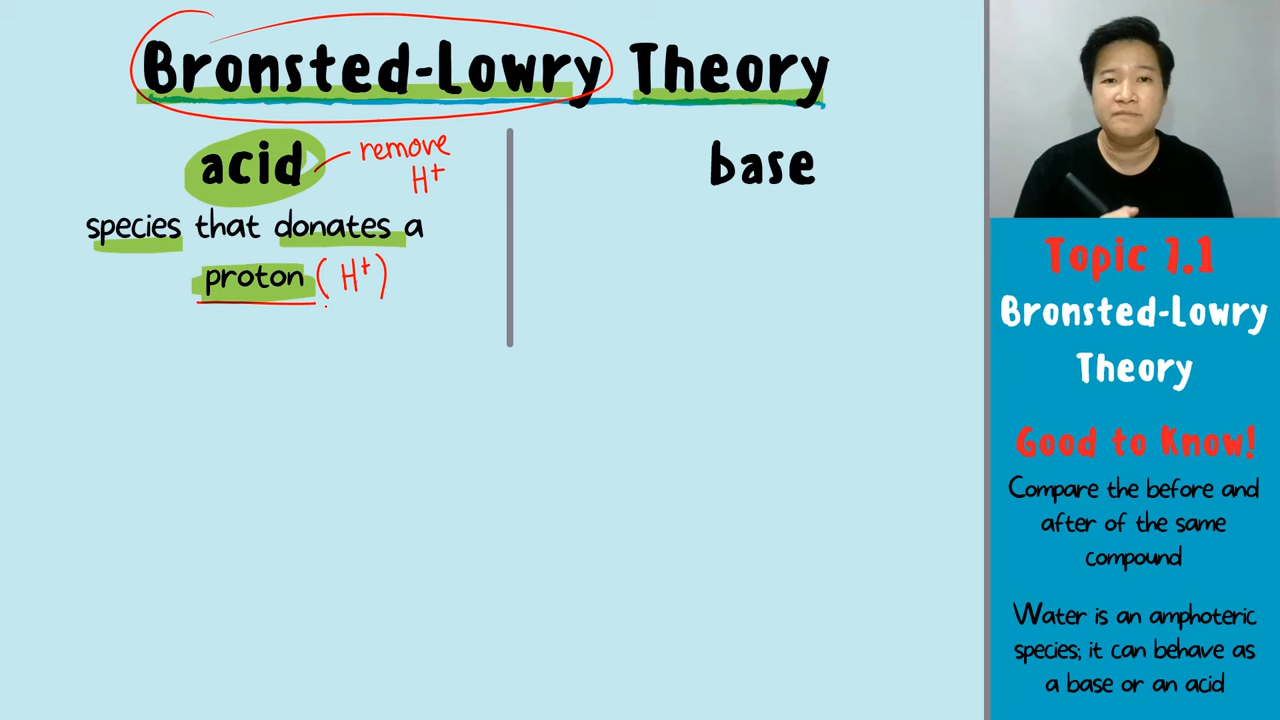 Bronsted-Lowry Theory
acid
remove
H+
species that donates a
proton (H+)
base
Topic 7.1
Bronsted-Lowry
Theory
Good to Know!
Compare the before and
after of the same
compound
Water is an amphoteric
species; it can behave as
a base or an acid